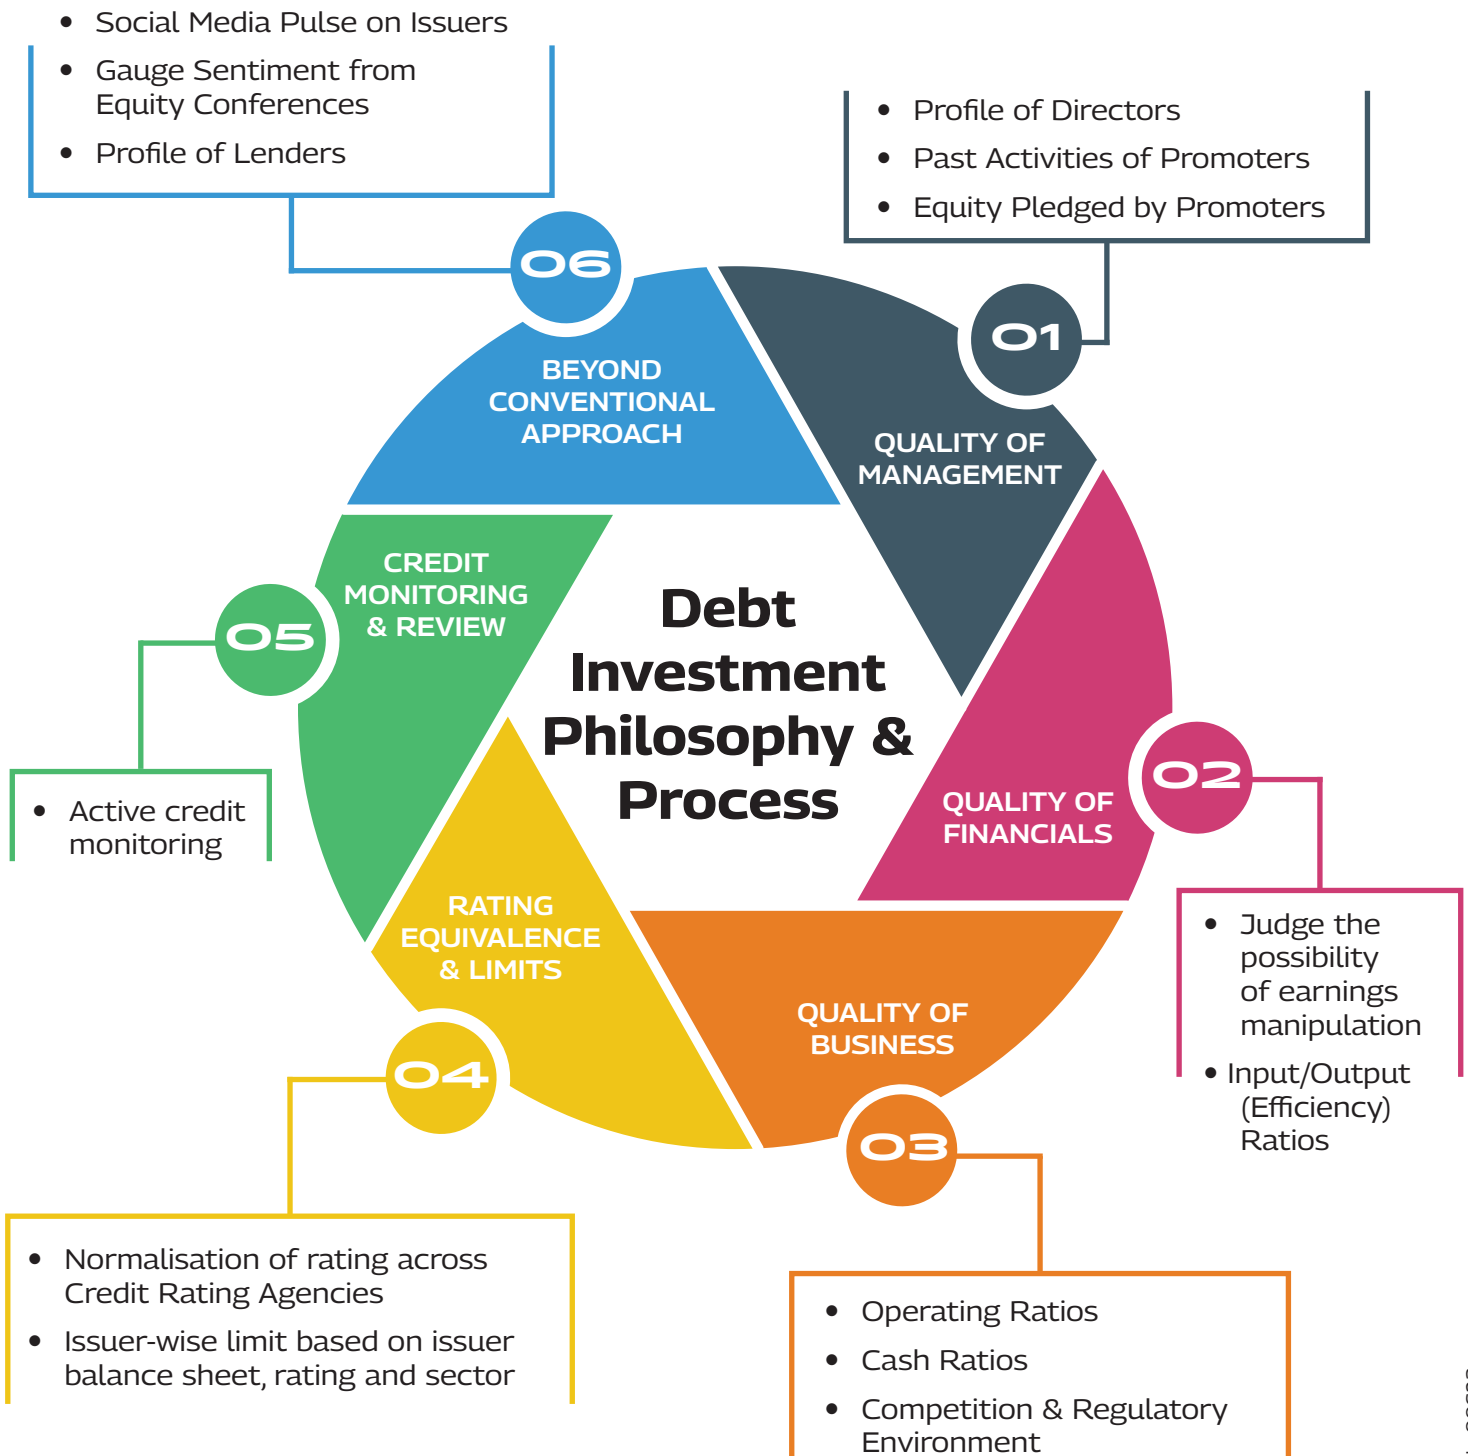 • Social Media Pulse on Issuers
• Gauge Sentiment from
Equity Conferences
• Profile of Lenders
• Profile of Directors
• Past Activities of Promoters
• Equity Pledged by Promoters
06
BEYOND
CONVENTIONAL
APPROACH
01
QUALITY OF
MANAGEMENT
Debt
Investment
Philosophy &
Process
05
CREDIT
MONITORING
& REVIEW
• Active credit
monitoring
02
QUALITY OF
FINANCIALS
• Judge the
possibility
of earnings
manipulation
• Input/Output
(Efficiency)
Ratios
04
RATING
EQUIVALENCE
& LIMITS
• Normalisation of rating across
Credit Rating Agencies
• Issuer-wise limit based on issuer
balance sheet, rating and sector
03
QUALITY OF
BUSINESS
• Operating Ratios
• Cash Ratios
• Competition & Regulatory
Environment